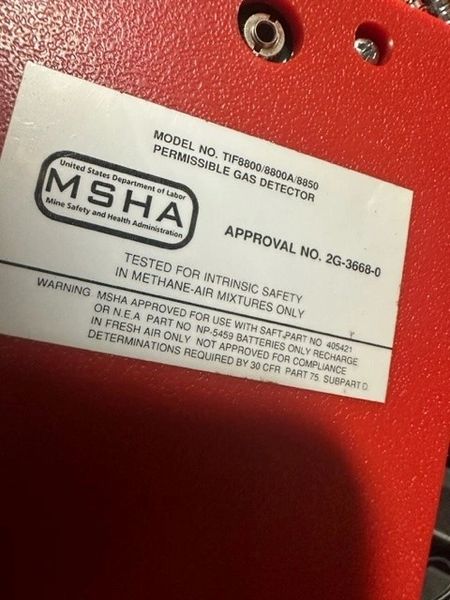 MODEL NO. TIF8800/8800A/8850
PERMISSIBLE GAS DETECTOR
United States Department of Labor
MSHA
Mine Safety and Health Administration
APPROVAL NO. 2G-3668-0
TESTED FOR INTRINSIC SAFETY
IN METHANE-AIR MIXTURES ONLY
WARNING MSHA APPROVED FOR USE WITH SAFT,PART NO 405421
OR N.E.A PART NO NP-5459 BATTERIES ONLY RECHARGE
IN FRESH AIR ONLY NOT APPROVED FOR COMPLIANCE
DETERMINATIONS REQUIRED BY 30 CFR PART 75 SUBPART D